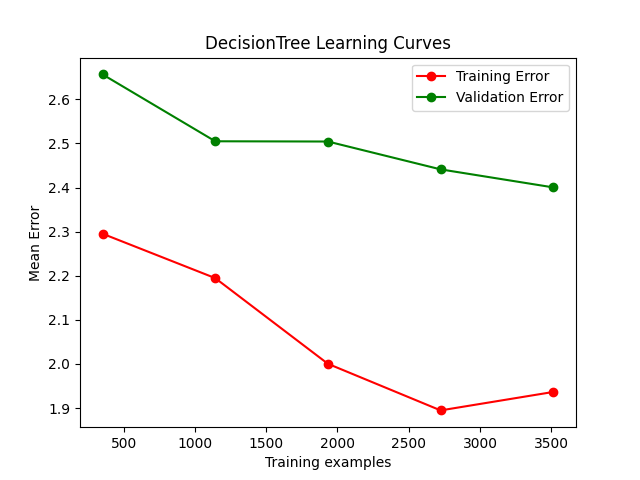 DecisionTree Learning Curves
Training Error
Validation Error
Mean Error
2.6
2.5
2.4
2.3
2.2
2.1
2.0
1.9
500 1000 1500 2000 2500 3000 3500
Training examples